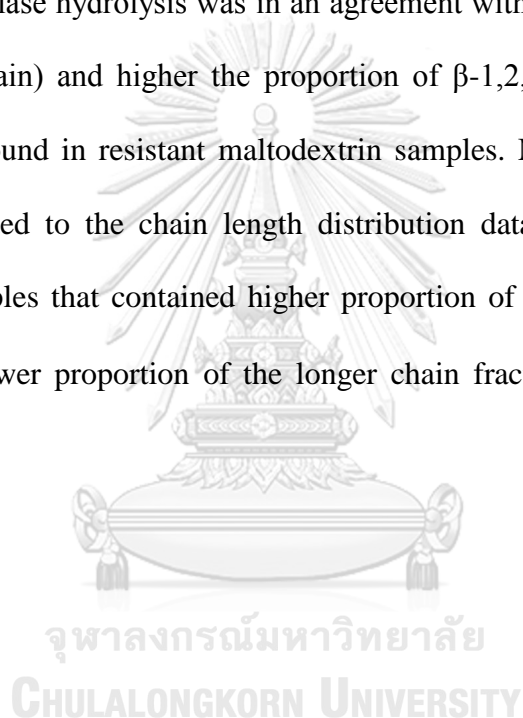 lase hydrolysis was in an agreement with
ain) and higher the proportion of β-1,2,
und in resistant maltodextrin samples.
ed to the chain length distribution data
les that contained higher proportion of
wer proportion of the longer chain frac
จุฬาลงกรณ์มหาวิทยาลัย
CHULALONGKORN UNIVERSITY